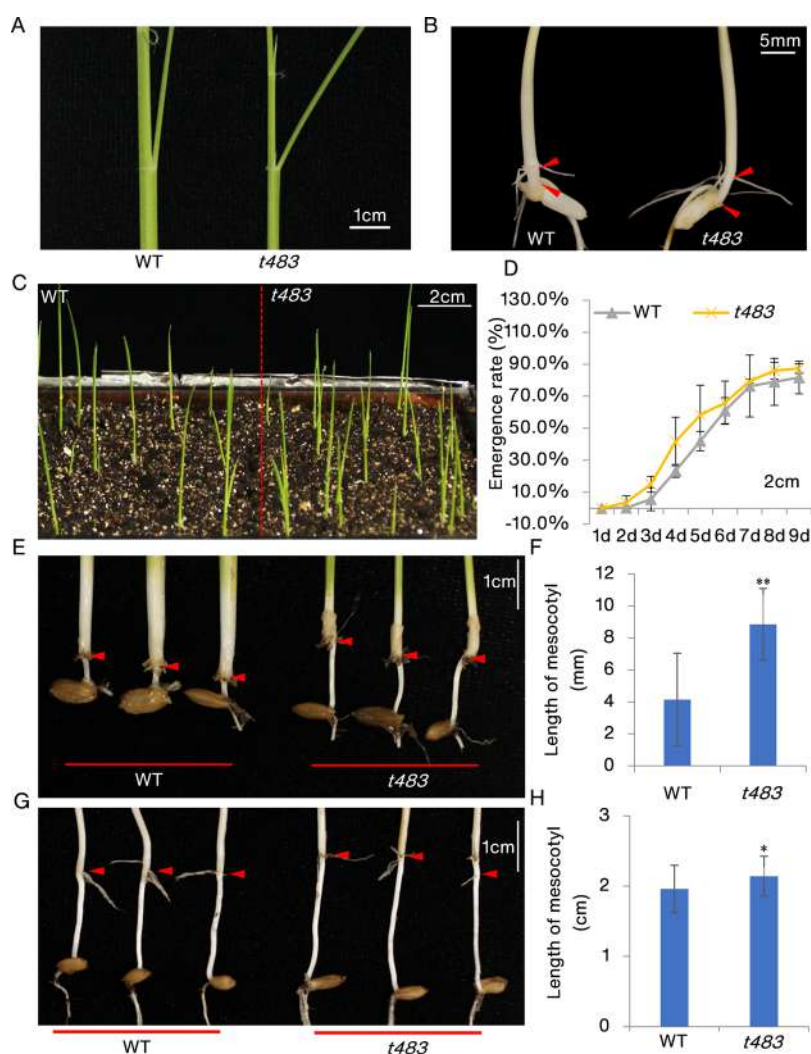 A
1cm
WT
t483
B
5mm
WT
t483
C
WT
t483
2cm
D
130.0%
110.0%
90.0%
70.0%
50.0%
30.0%
10.0%
-10.0%
Emergence rate (%)
WT
t483
2cm
1d 2d 3d 4d 5d 6d 7d 8d 9d
E
1cm
WT
t483
F
Length of mesocotyl
(mm)
12
10
8
6
4
2
0
**
WT
t483
G
1cm
WT
t483
H
Length of mesocotyl
(cm)
3
2
1
0
*
WT
t483